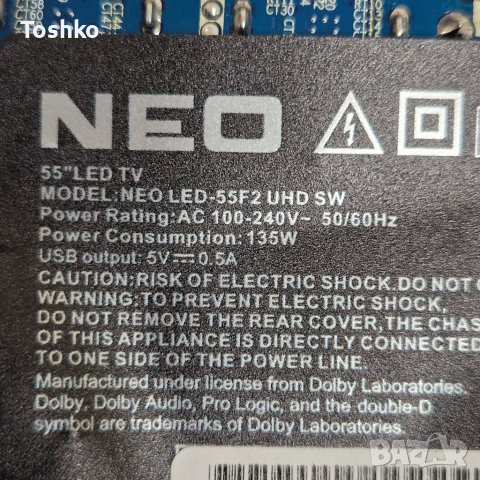 Toshko
CT30
NEO
55"LED TV
MODEL:NEO LED-55F2 UHD SW
Power Rating:AC 100-240V~ 50/60Hz
Power Consumption: 135W
USB output: 5V⎓0.5A
CAUTION:RISK OF ELECTRIC SHOCK.DO NOT
WARNING:TO PREVENT ELECTRIC SHOCK,
DO NOT REMOVE THE REAR COVER,THE CHAS
OF THIS APPLIANCE IS DIRECTLY CONNECTED
TO ONE SIDE OF THE POWER LINE.
Manufactured under license from Dolby Laboratories.
Dolby, Dolby Audio, Pro Logic, and the double-D
symbol are trademarks of Dolby Laboratories.
BAZAR